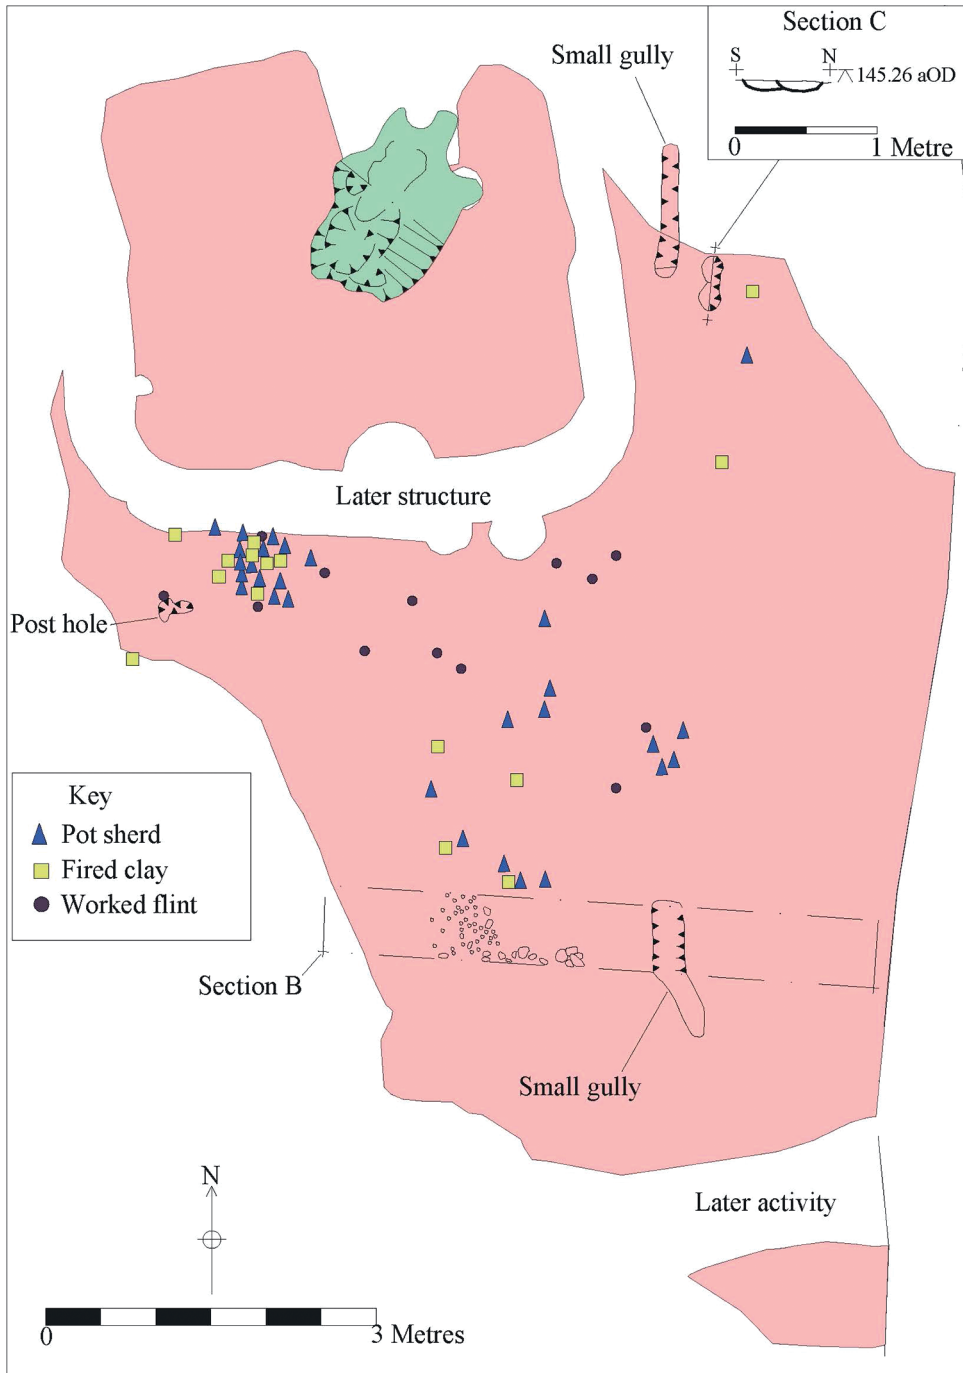 Section C
Small gully
S
N
145.26 aOD
0
1 Metre
Later structure
Post hole
Key
Pot sherd
Fired clay
Worked flint
Section B
Small gully
N
Later activity
0
3 Metres